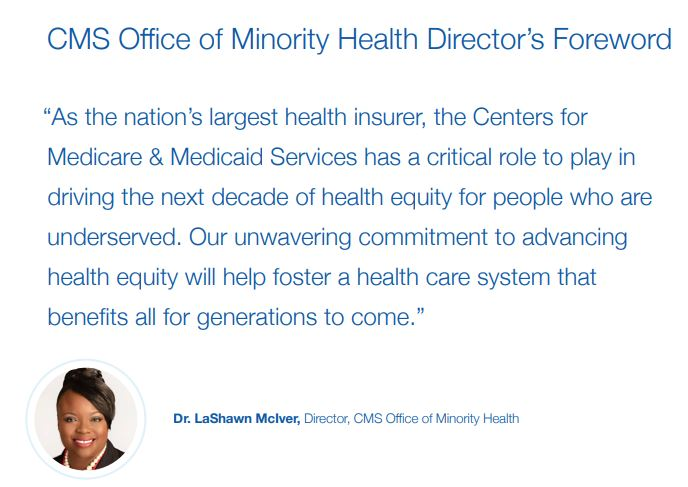 CMS Office of Minority Health Director’s Foreword
“As the nation’s largest health insurer, the Centers for
Medicare & Medicaid Services has a critical role to play in
driving the next decade of health equity for people who are
underserved. Our unwavering commitment to advancing
health equity will help foster a health care system that
benefits all for generations to come.”
Dr. LaShawn McIver, Director, CMS Office of Minority Health